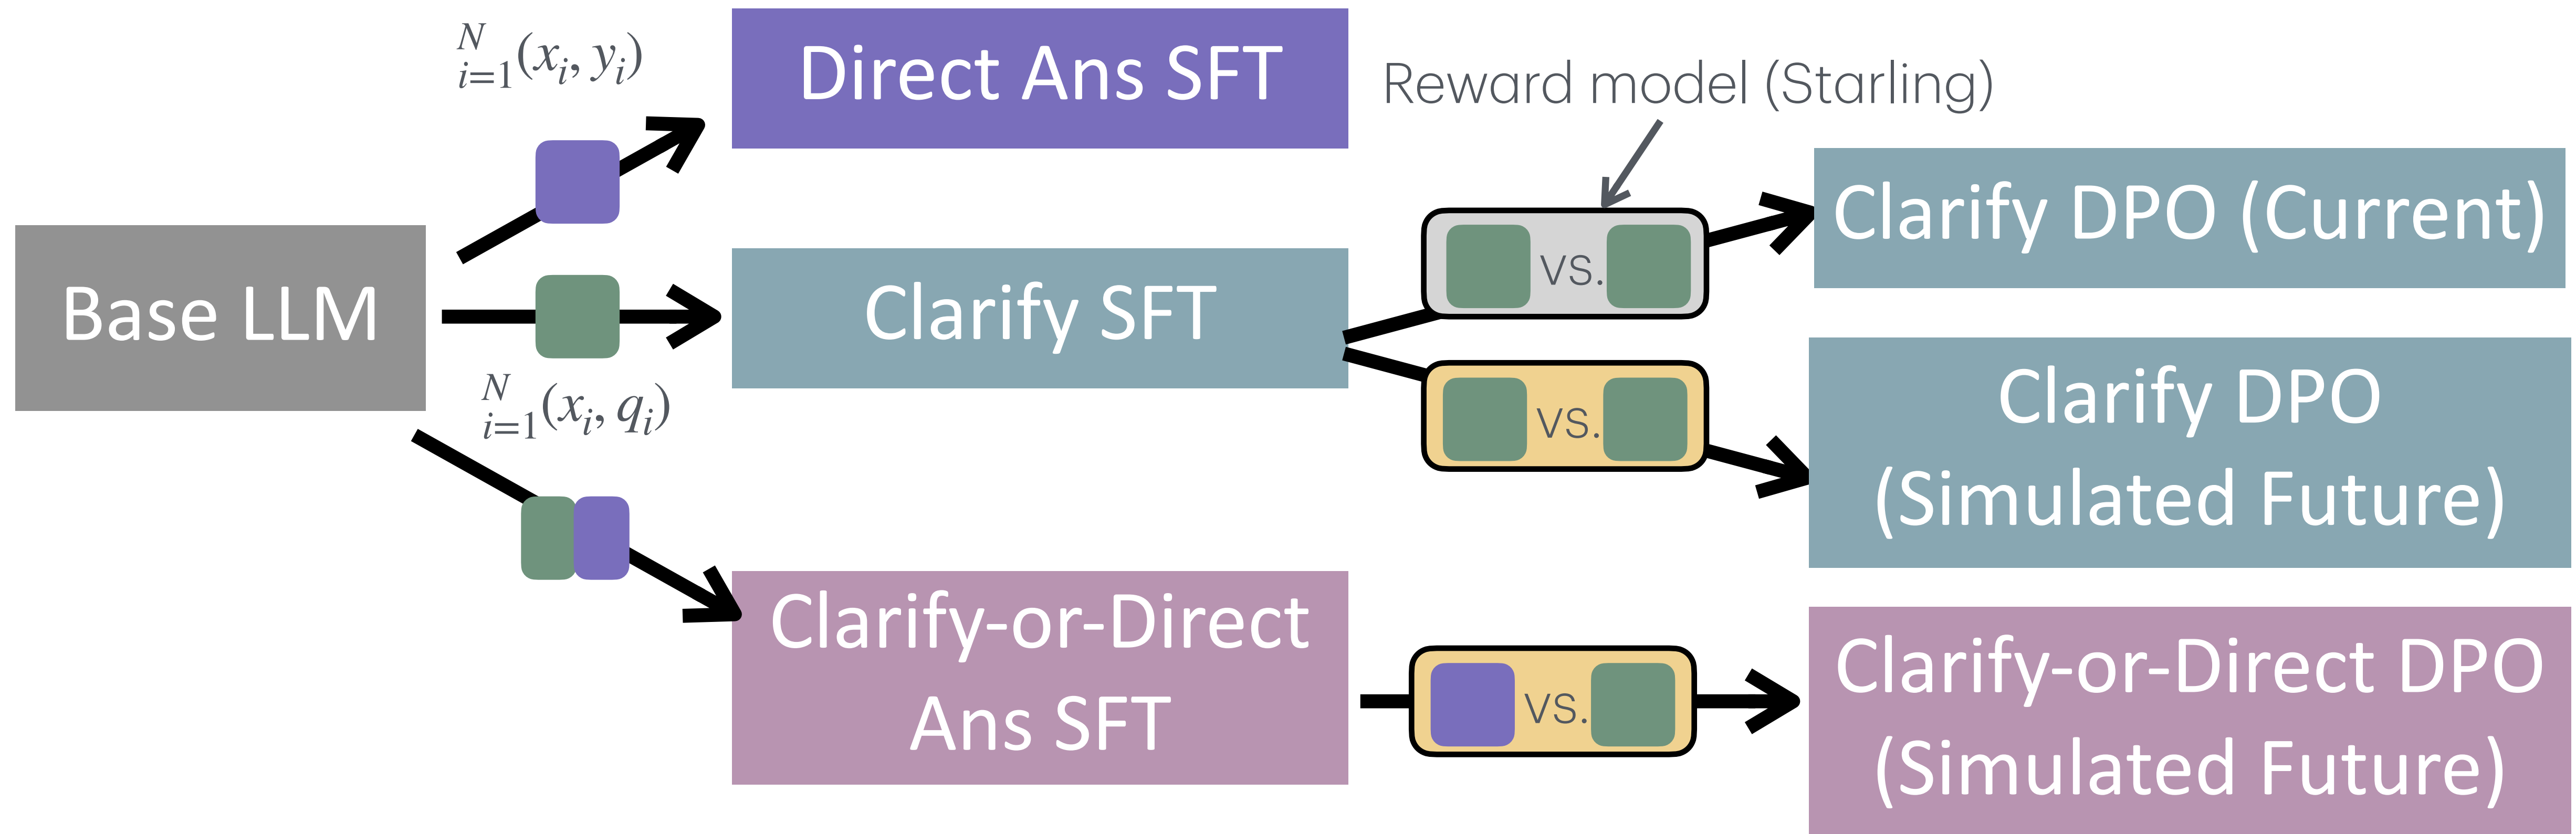 N
i=1(xi, yi)
Direct Ans SFT
Reward model (Starling)
Base LLM
Clarify SFT
vs.
Clarify DPO (Current)
N
i=1(xi, qi)
vs.
Clarify DPO
(Simulated Future)
Clarify-or-Direct
Ans SFT
vs.
Clarify-or-Direct DPO
(Simulated Future)